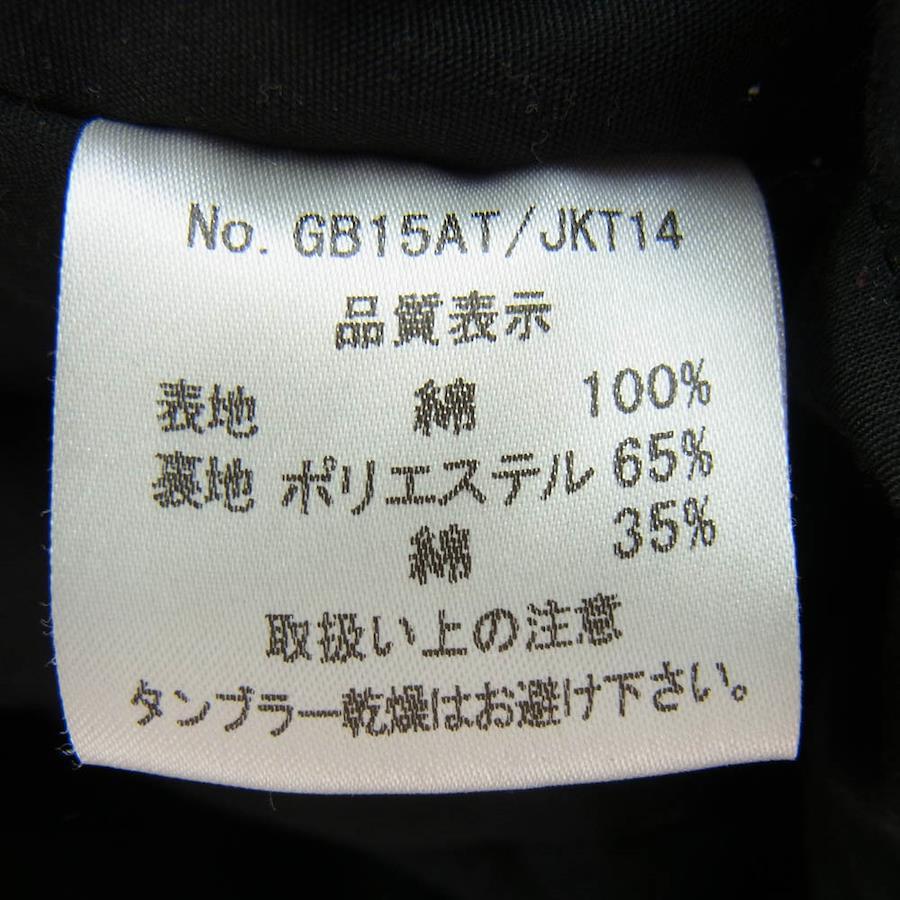 No. GB15AT/JKT14
品質表示
表地 綿 100%
裏地 ポリエステル 65%
綿 35%
取扱い上の注意
タンブラー乾燥はお避け下さい。